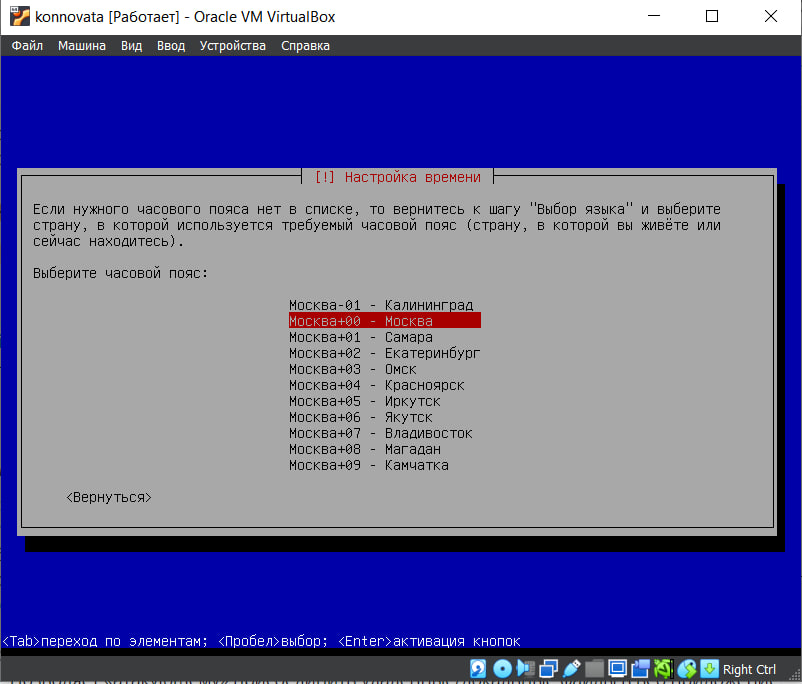 konnovata [Работает] - Oracle VM VirtualBox
Файл Машина Вид Ввод Устройства Справка
[!] Настройка времени
Если нужного часового пояса нет в списке, то вернитесь к шагу "Выбор языка" и выберите
страну, в которой используется требуемый часовой пояс (страну, в которой вы живёте или
сейчас находитесь).
Выберите часовой пояс:
Москва-01 - Калининград
Москва+00 - Москва
Москва+01 - Самара
Москва+02 - Екатеринбург
Москва+03 - Омск
Москва+04 - Красноярск
Москва+05 - Иркутск
Москва+06 - Якутск
Москва+07 - Владивосток
Москва+08 - Магадан
Москва+09 - Камчатка
<Вернуться>
<Tab>переход по элементам; <Пробел>выбор; <Enter>активация кнопок
Right Ctrl